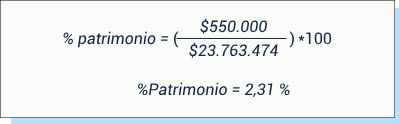 % patrimonio = ( $550.000 / $23.763.474 ) *100
%Patrimonio = 2,31 %